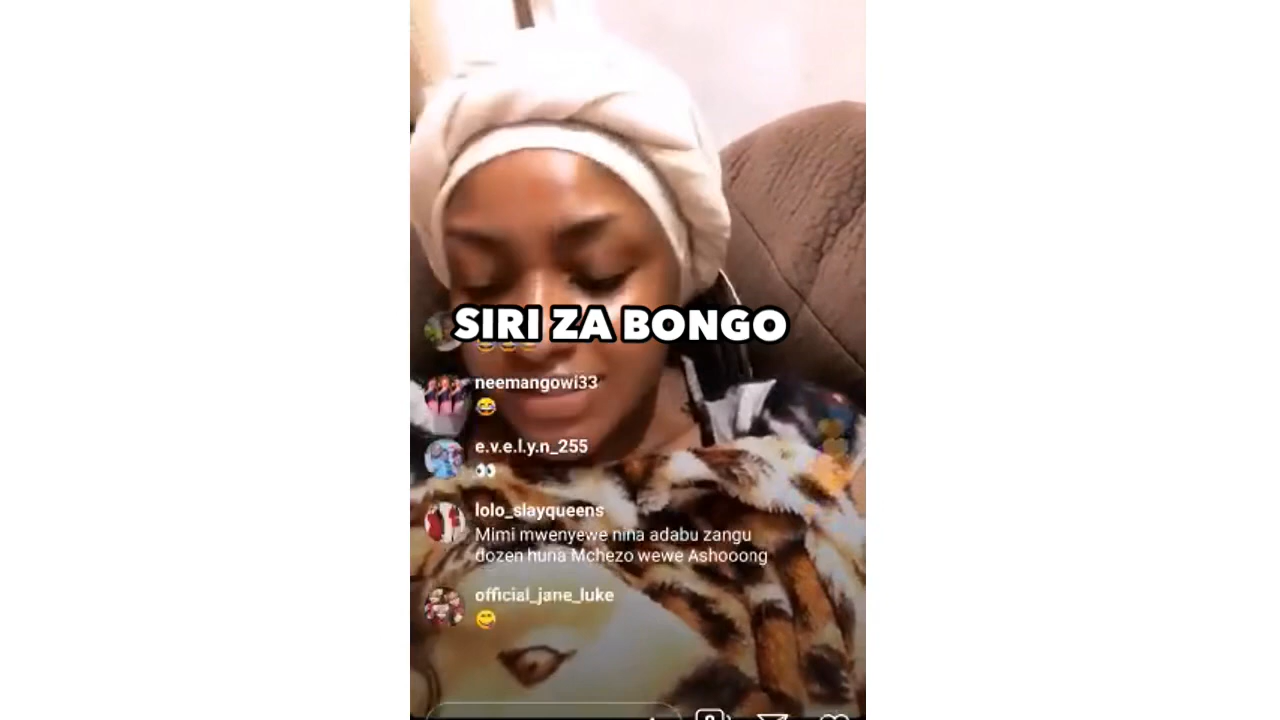 SIRI ZA BONGO
neemangowi33
😂
e.v.e.l.y.n_255
👀
lolo_slayqueens
Mimi mwenyewe nina adabu zangu
dozen huna Mchezo wewe Ashooong
official_jane_luke
😋